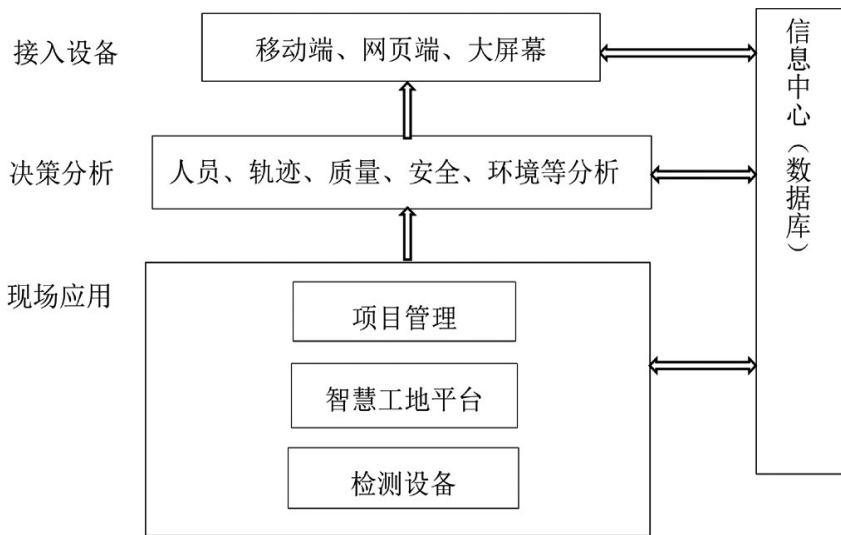 接入设备
移动端、网页端、大屏幕
决策分析
人员、轨迹、质量、安全、环境等分析
现场应用
项目管理
智慧工地平台
检测设备
信息中心（数据库）